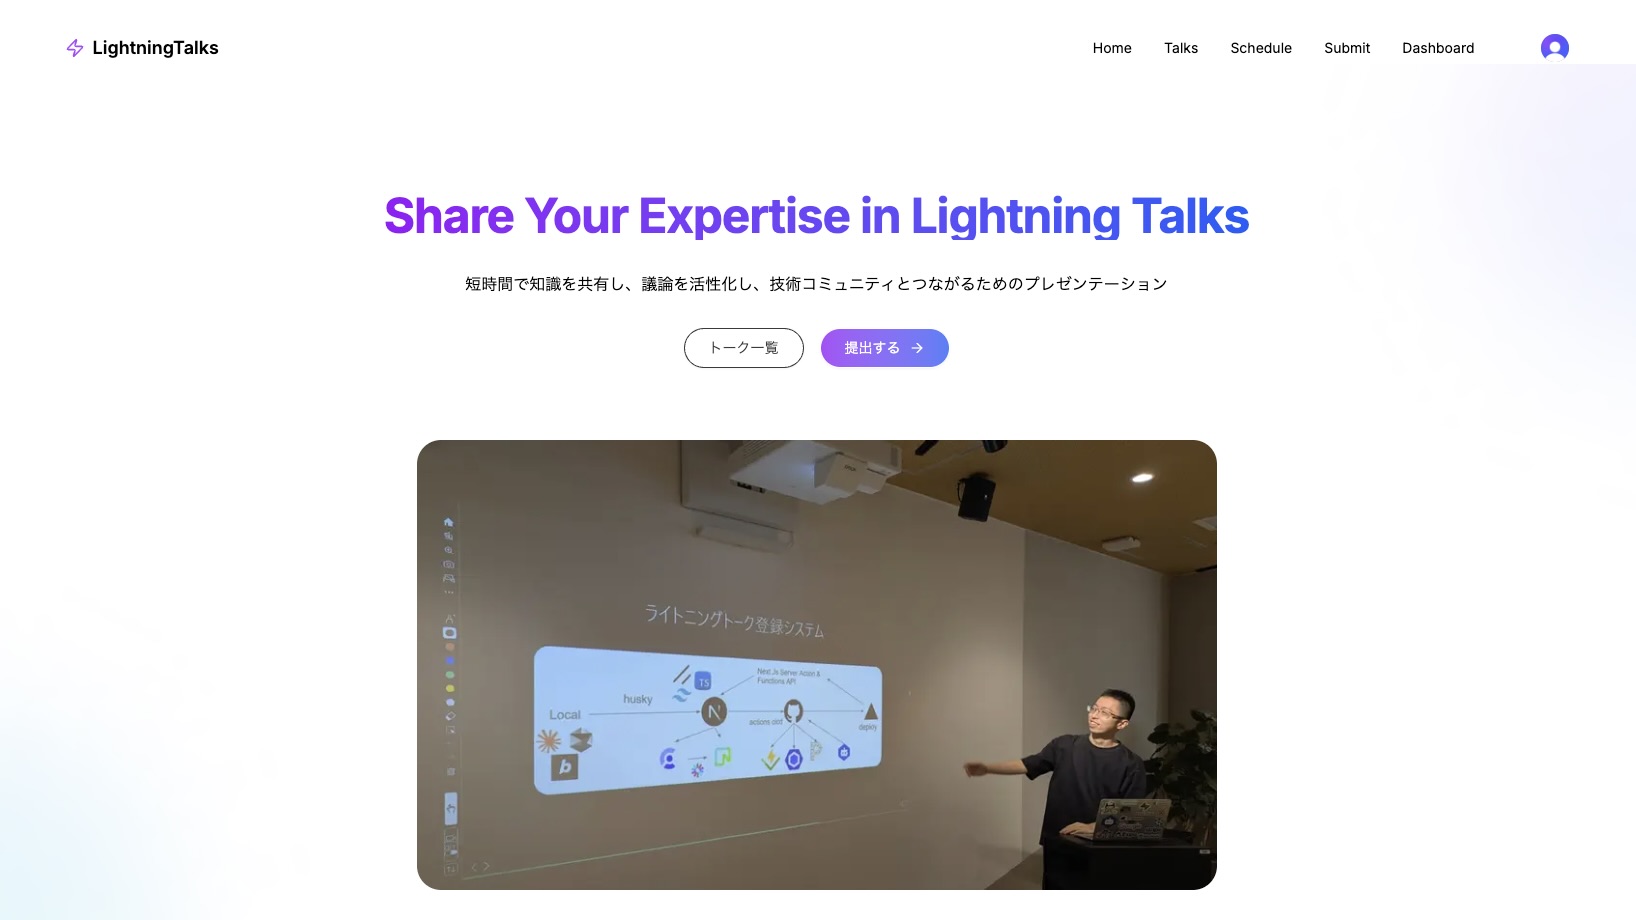 LightningTalks
Home
Talks
Schedule
Submit
Dashboard
Share Your Expertise in Lightning Talks
短時間で知識を共有し、議論を活性化し、技術コミュニティとつながるためのプレゼンテーション
トーク一覧
提出する
ライトニングトーク登録システム
TS
Next.Js Server Action &
Functions API
husky
Local
N
deploy
b